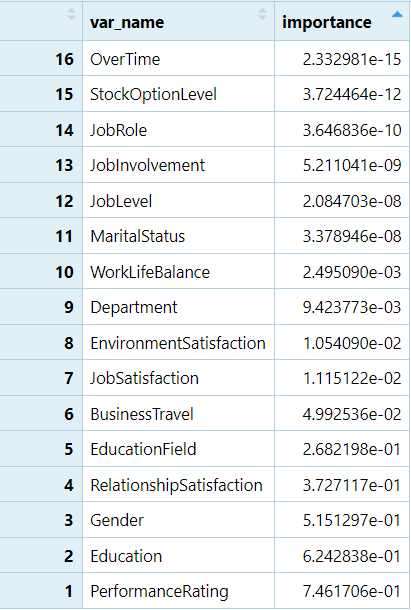 var_name importance
16 OverTime 2.332981e-15
15 StockOptionLevel 3.724464e-12
14 JobRole 3.646836e-10
13 JobInvolvement 5.211041e-09
12 JobLevel 2.084703e-08
11 MaritalStatus 3.378946e-08
10 WorkLifeBalance 2.495090e-03
9 Department 9.423773e-03
8 EnvironmentSatisfaction 1.054090e-02
7 JobSatisfaction 1.115122e-02
6 BusinessTravel 4.992536e-02
5 EducationField 2.682198e-01
4 RelationshipSatisfaction 3.727117e-01
3 Gender 5.151297e-01
2 Education 6.242838e-01
1 PerformanceRating 7.461706e-01